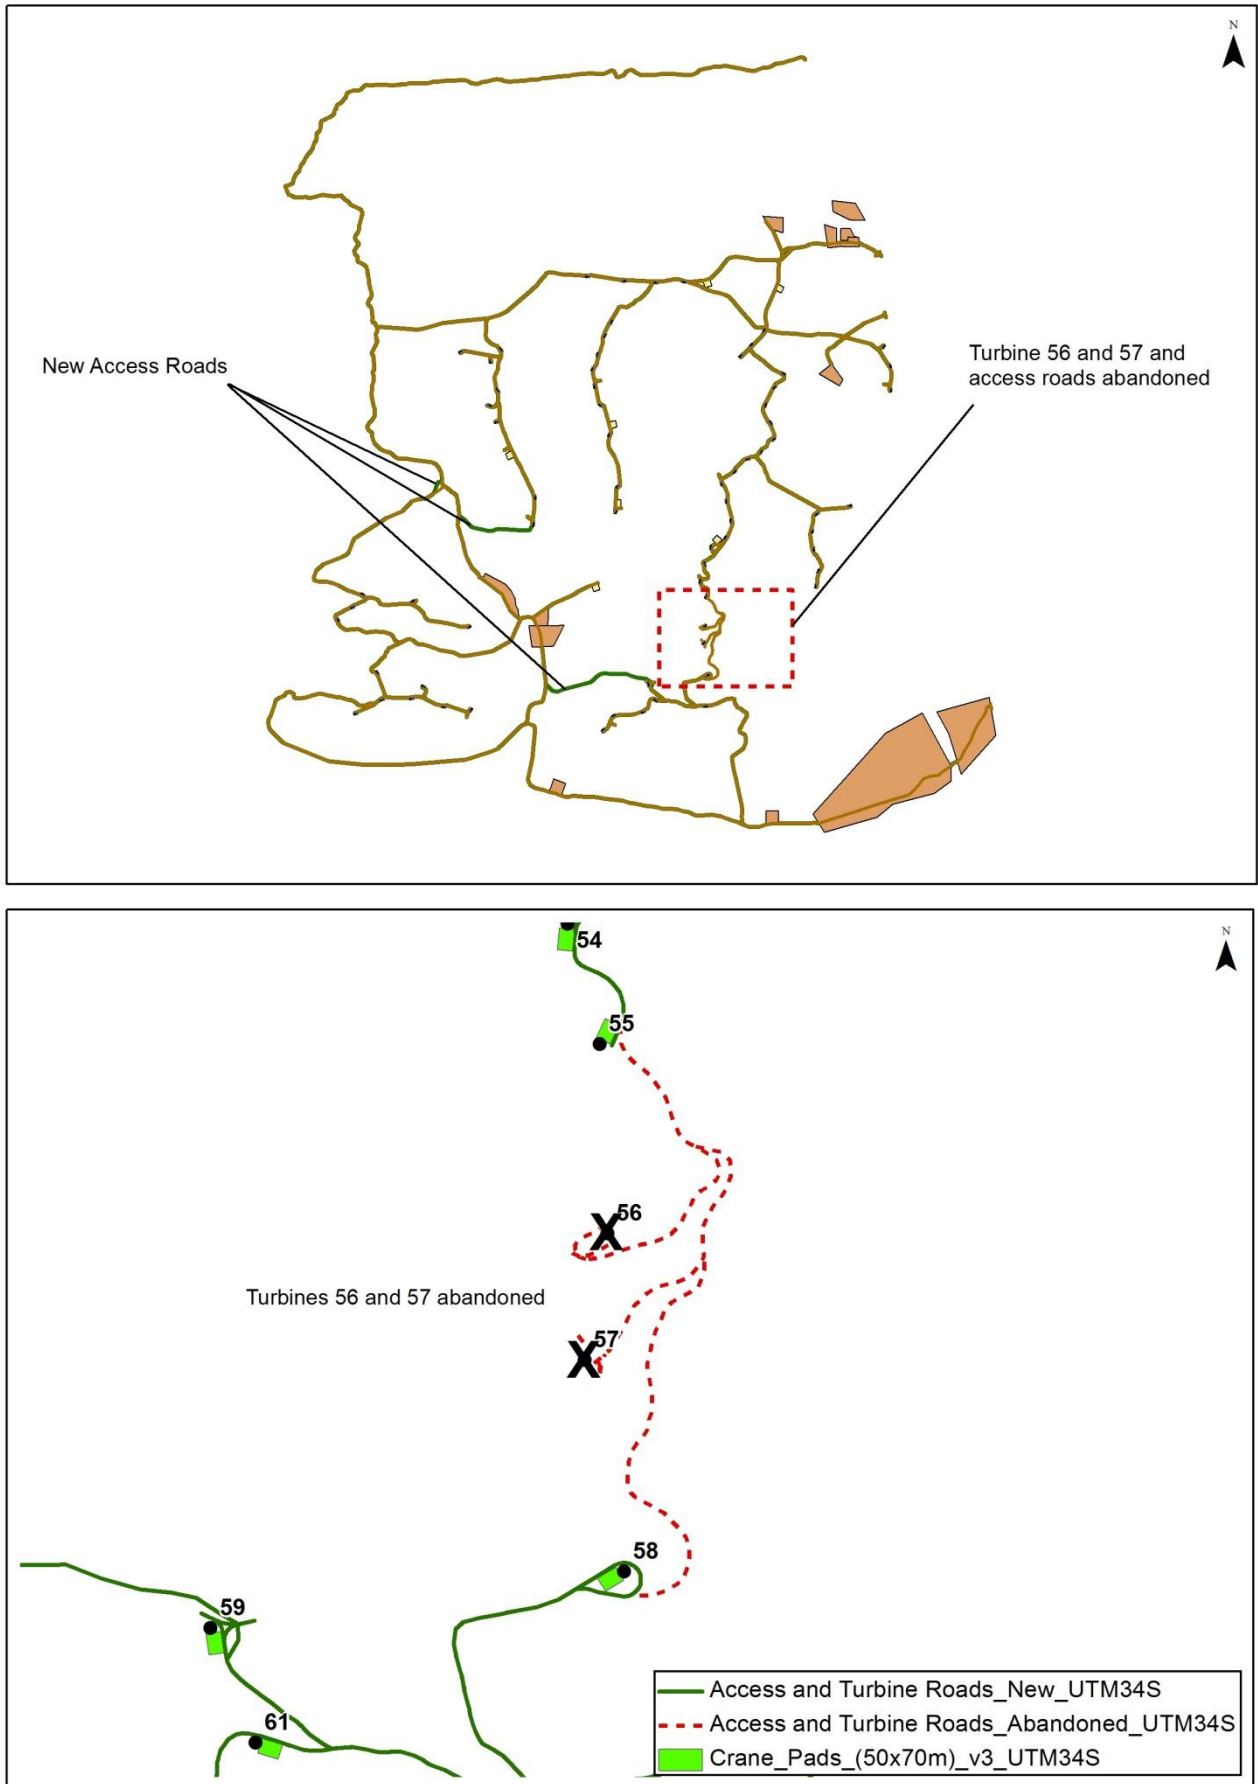 N
New Access Roads
Turbine 56 and 57 and
access roads abandoned
N
54
55
56
Turbines 56 and 57 abandoned
57
58
59
61
Access and Turbine Roads_New_UTM34S
Access and Turbine Roads_Abandoned_UTM34S
Crane_Pads_(50x70m)_v3_UTM34S